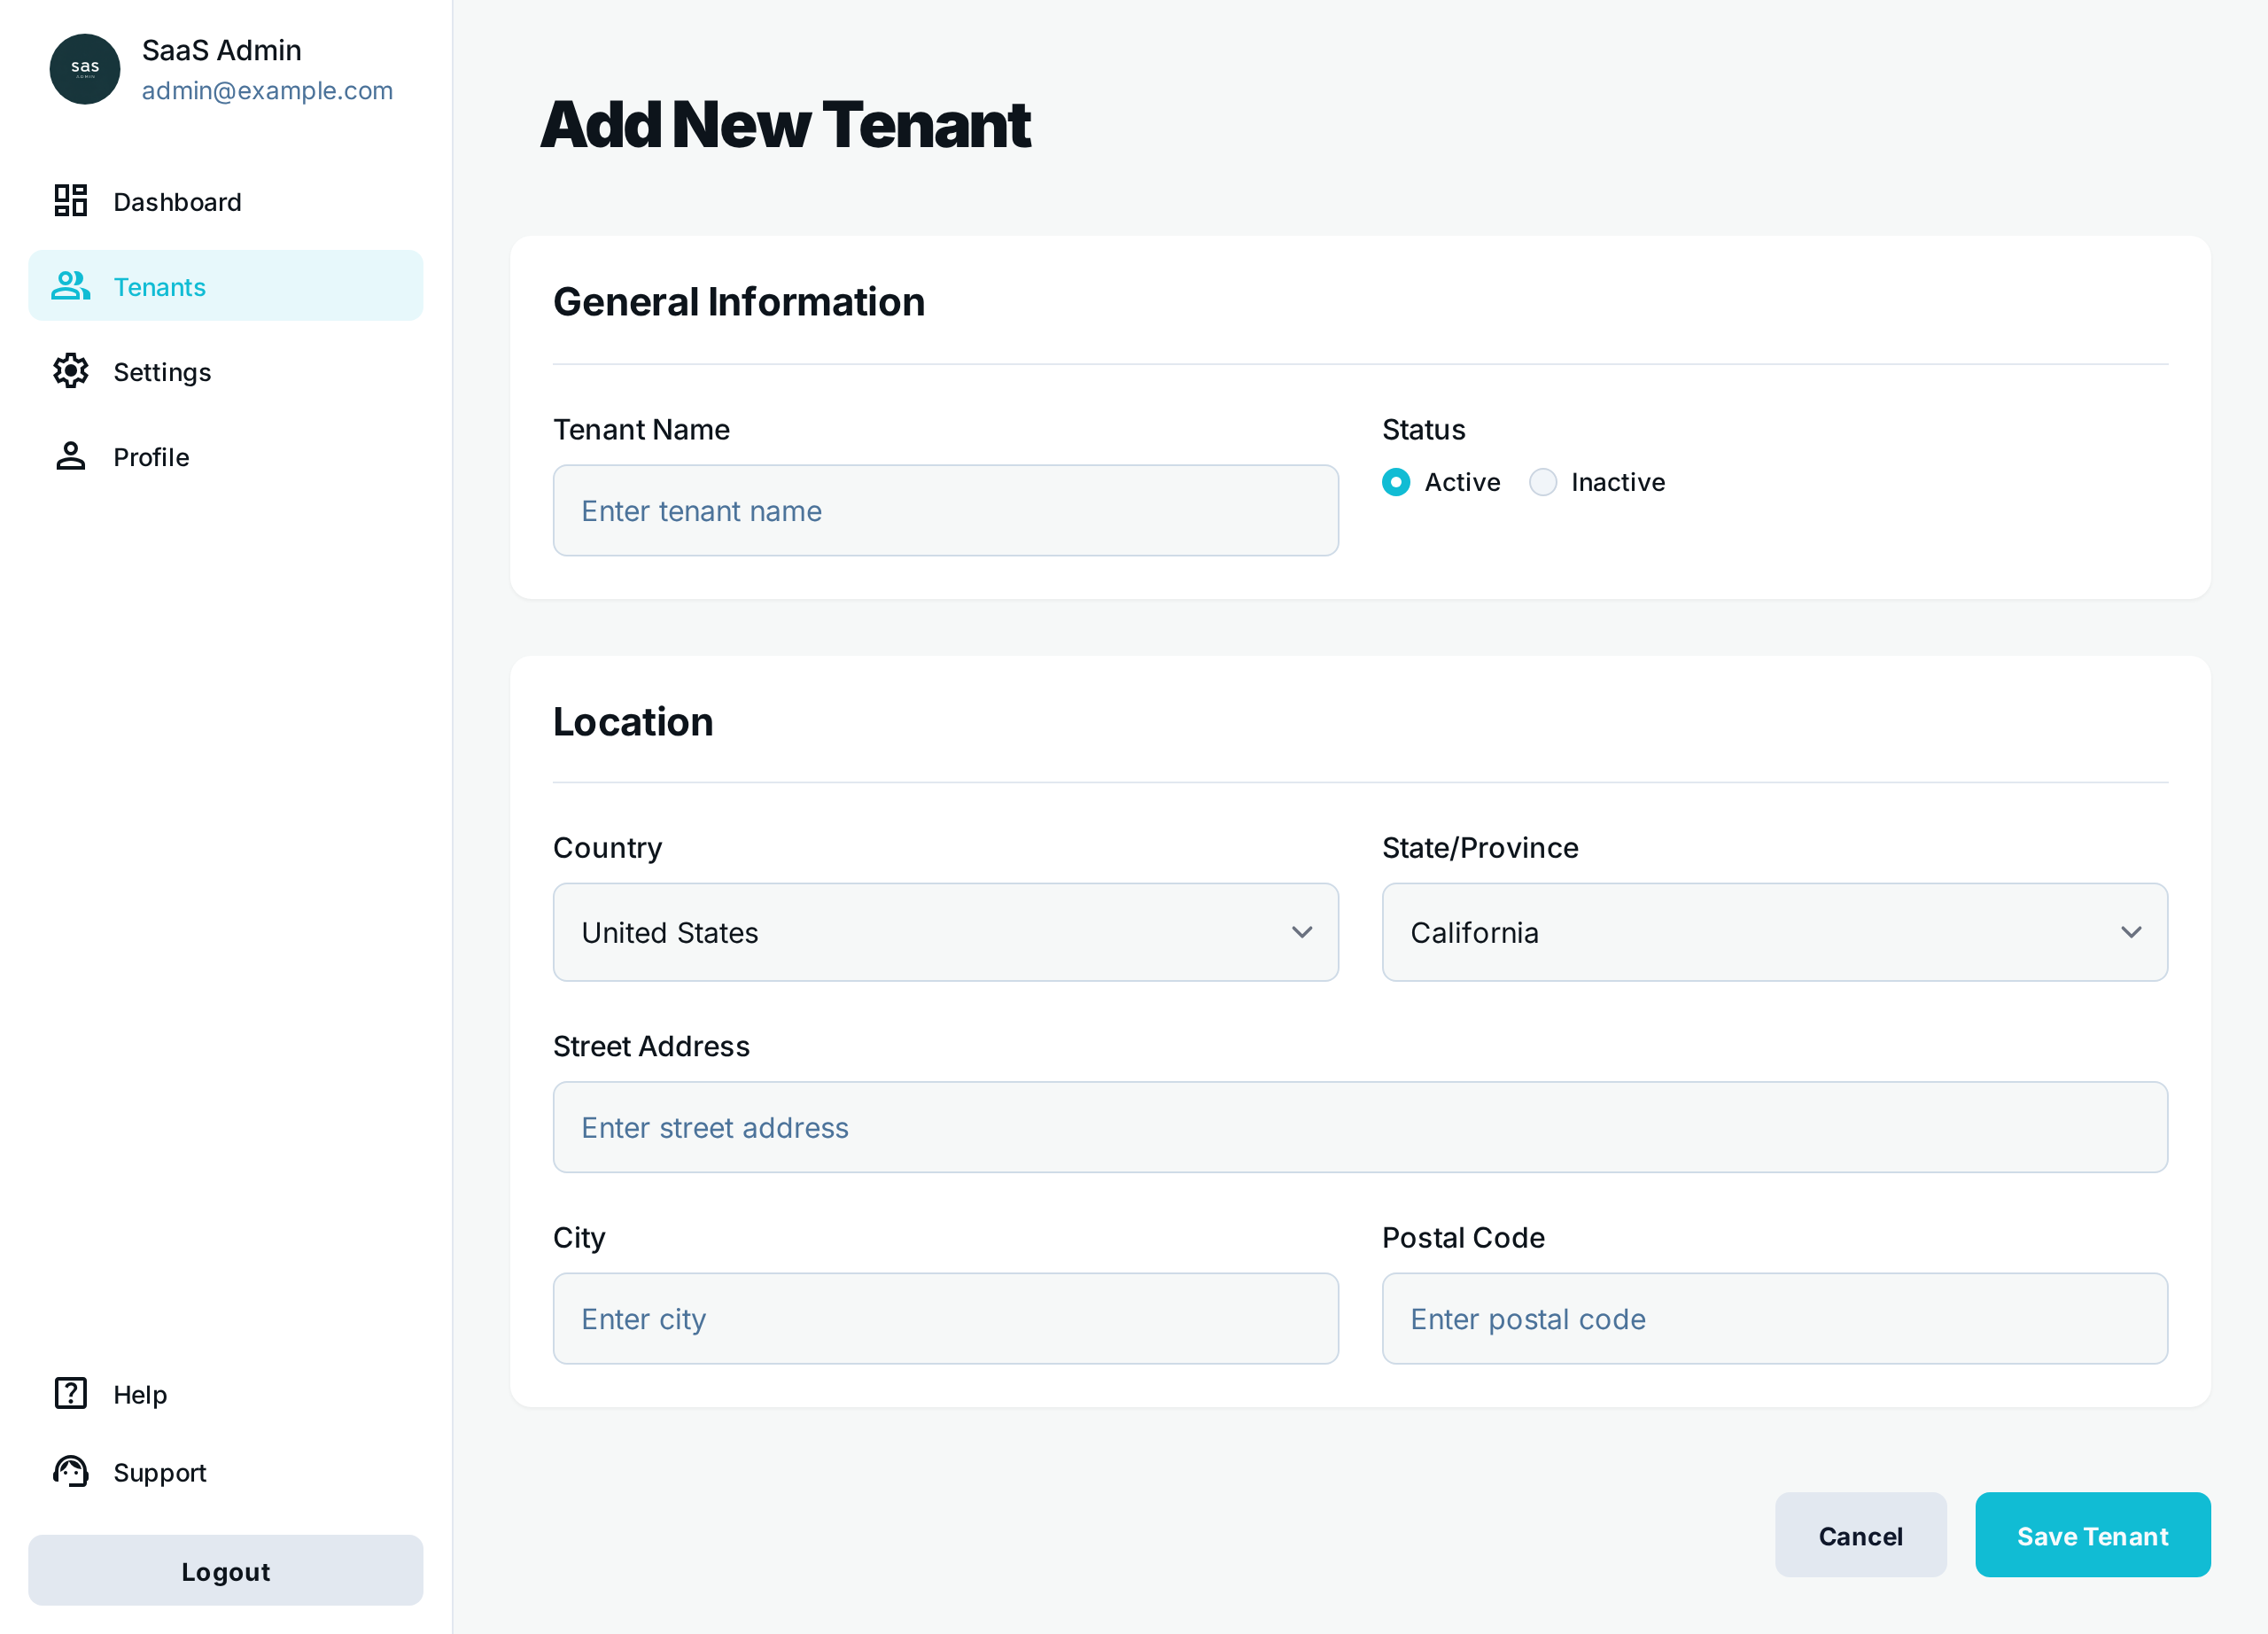 sas
ADMIN
SaaS Admin
admin@example.com
Dashboard
Tenants
Settings
Profile
Help
Support
Logout
Add New Tenant
General Information
Tenant Name
Enter tenant name
Status
Active Inactive
Location
Country
United States
State/Province
California
Street Address
Enter street address
City
Enter city
Postal Code
Enter postal code
Cancel
Save Tenant